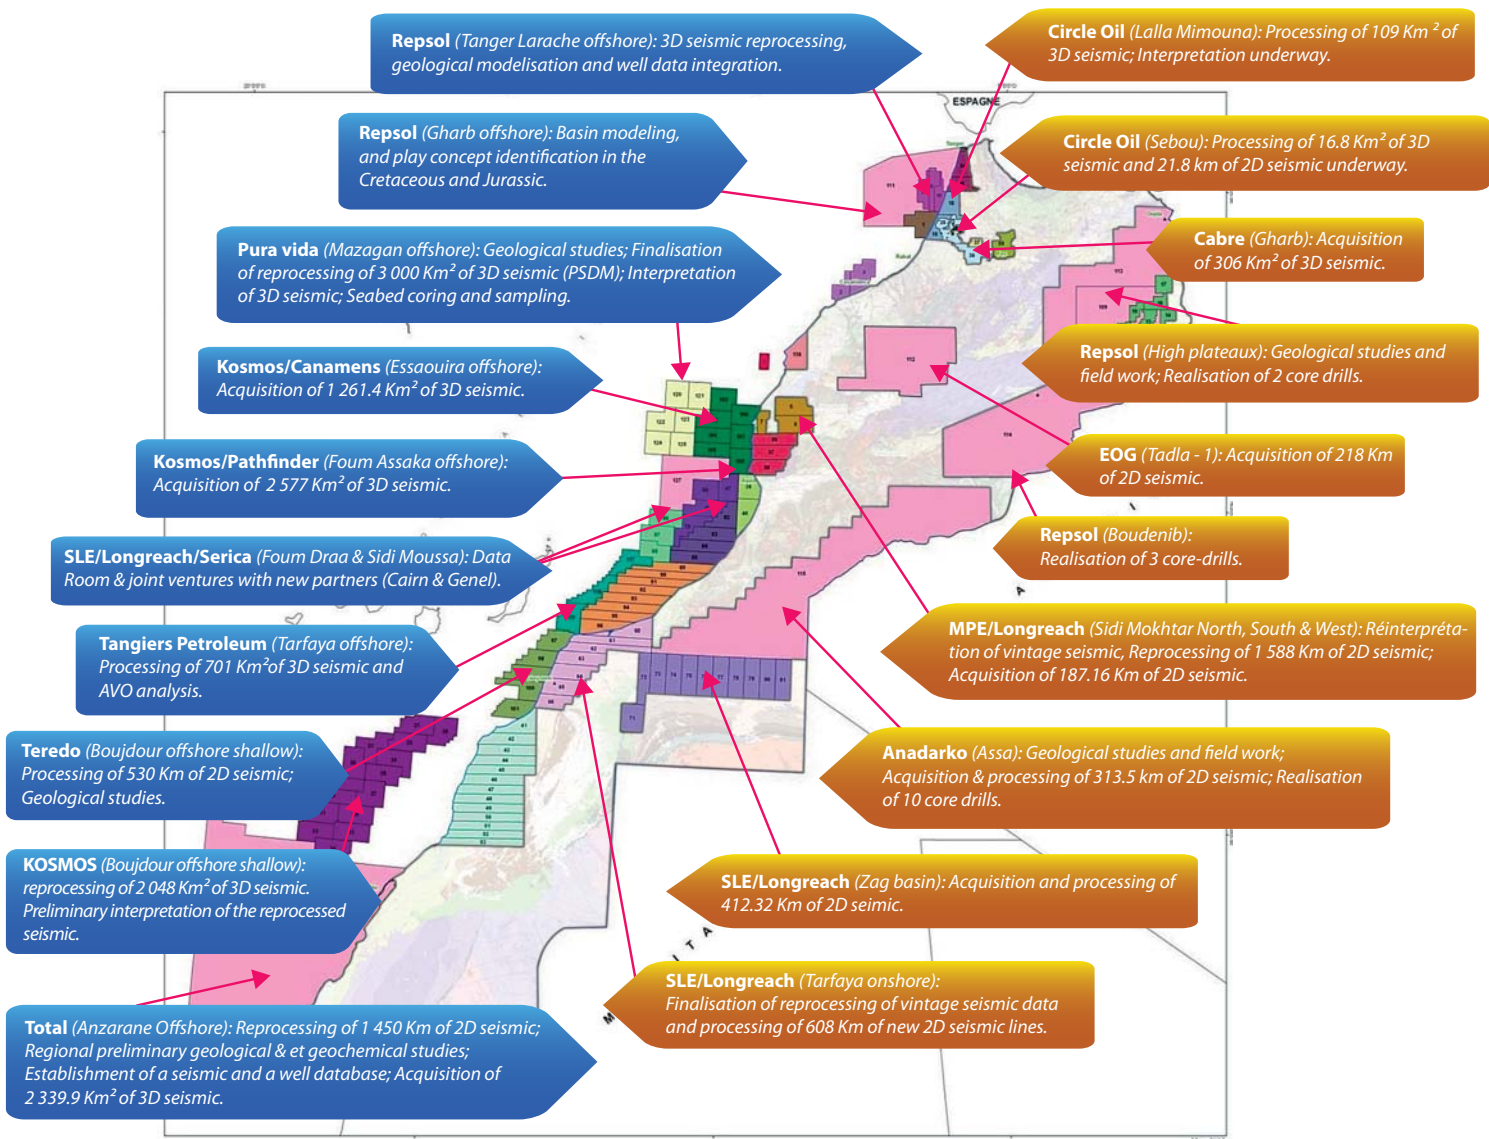 Repsol (Tanger Larache offshore): 3D seismic reprocessing,
geological modelisation and well data integration.
Repsol (Gharb offshore): Basin modeling,
and play concept identification in the
Cretaceous and Jurassic.
Pura vida (Mazagan offshore): Geological studies; Finalisation
of reprocessing of 3 000 Km² of 3D seismic (PSDM); Interpretation
of 3D seismic; Seabed coring and sampling.
Kosmos/Canamens (Essaouira offshore):
Acquisition of 1 261.4 Km² of 3D seismic.
Kosmos/Pathfinder (Foum Assaka offshore):
Acquisition of 2 577 Km² of 3D seismic.
SLE/Longreach/Serica (Foum Draa & Sidi Moussa): Data
Room & joint ventures with new partners (Cairn & Genel).
Tangiers Petroleum (Tarfaya offshore):
Processing of 701 Km²of 3D seismic and
AVO analysis.
Teredo (Boujdour offshore shallow):
Processing of 530 Km of 2D seismic;
Geological studies.
KOSMOS (Boujdour offshore shallow):
reprocessing of 2 048 Km² of 3D seismic.
Preliminary interpretation of the reprocessed
seismic.
Total (Anzarane Offshore): Reprocessing of 1 450 Km of 2D seismic;
Regional preliminary geological & et geochemical studies;
Establishment of a seismic and a well database; Acquisition of
2 339.9 Km² of 3D seismic.
Circle Oil (Lalla Mimouna): Processing of 109 Km ² of
3D seismic; Interpretation underway.
ESPAGNE
Circle Oil (Sebou): Processing of 16.8 Km² of 3D
seismic and 21.8 km of 2D seismic underway.
Cabre (Gharb): Acquisition
of 306 Km² of 3D seismic.
Repsol (High plateaux): Geological studies and
field work; Realisation of 2 core drills.
EOG (Tadla - 1): Acquisition of 218 Km
of 2D seismic.
Repsol (Boudenib):
Realisation of 3 core-drills.
MPE/Longreach (Sidi Mokhtar North, South & West): Réinterpréta-
tion of vintage seismic, Reprocessing of 1 588 Km of 2D seismic;
Acquisition of 187.16 Km of 2D seismic.
Anadarko (Assa): Geological studies and field work;
Acquisition & processing of 313.5 km of 2D seismic; Realisation
of 10 core drills.
SLE/Longreach (Zag basin): Acquisition and processing of
412.32 Km of 2D seimic.
SLE/Longreach (Tarfaya onshore):
Finalisation of reprocessing of vintage seismic data
and processing of 608 Km of new 2D seismic lines.